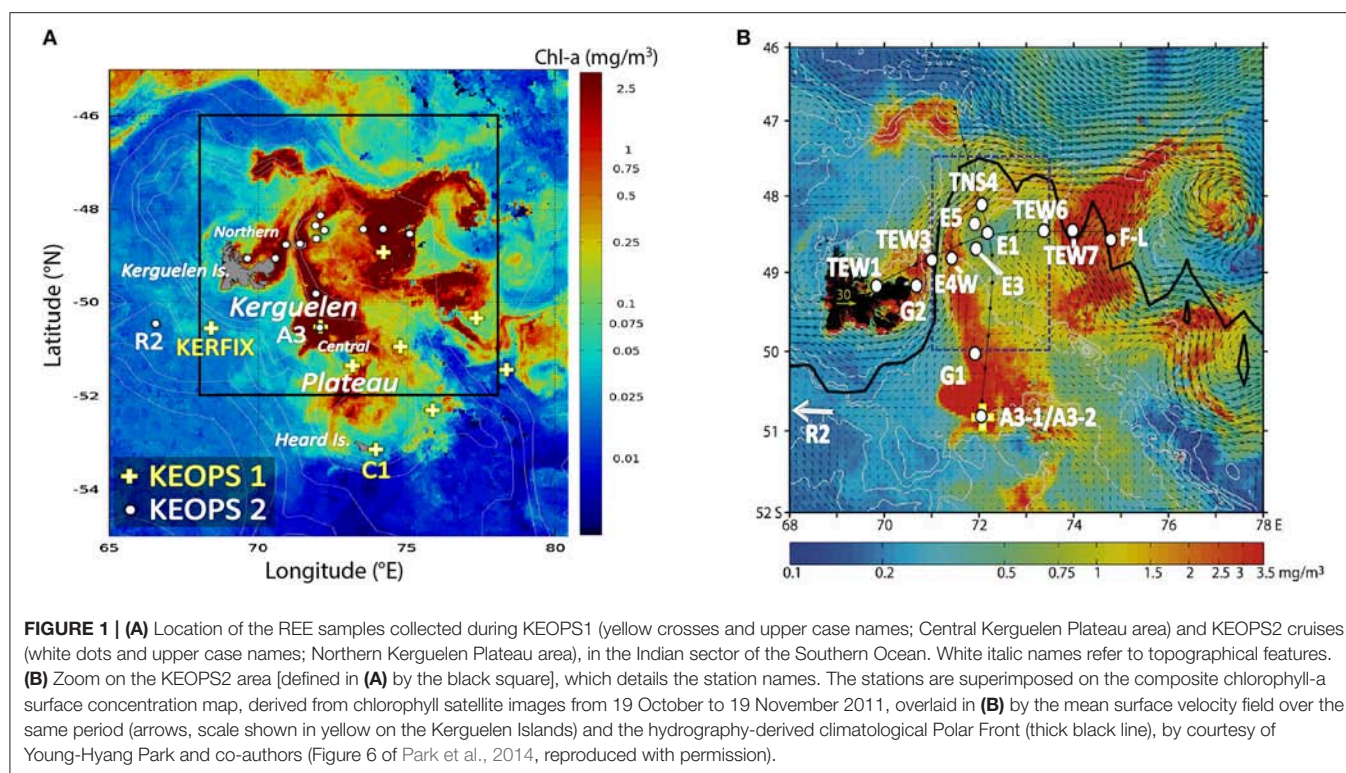 A
Chl-a (mg/m³)
2.5
1
0.75
0.5
0.25
0.1
0.075
0.05
0.025
0.01
-46
-48
-50
-52
-54
Latitude (°N)
65
70
75
80
Longitude (°E)
Northern
Kerguelen Is.
Kerguelen
A3
Central
R2
KERFIX
Plateau
Heard Is.
C1
KEOPS 1
KEOPS 2
B
46
47
48
49
50
51
52 S
68
70
72
74
76
78 E
TNS4
E5
TEW6
TEW3
E1
F-L
TEW7
TEW1
E4W
E3
30
G2
G1
A3-1/A3-2
R2
0.1
0.2
0.5
0.75
1
1.5
2
2.5
3
3.5
mg/m³
FIGURE 1 | (A) Location of the REE samples collected during KEOPS1 (yellow crosses and upper case names; Central Kerguelen Plateau area) and KEOPS2 cruises
(white dots and upper case names; Northern Kerguelen Plateau area), in the Indian sector of the Southern Ocean. White italic names refer to topographical features.
(B) Zoom on the KEOPS2 area [defined in (A) by the black square], which details the station names. The stations are superimposed on the composite chlorophyll-a
surface concentration map, derived from chlorophyll satellite images from 19 October to 19 November 2011, overlaid in (B) by the mean surface velocity field over the
same period (arrows, scale shown in yellow on the Kerguelen Islands) and the hydrography-derived climatological Polar Front (thick black line), by courtesy of
Young-Hyang Park and co-authors (Figure 6 of Park et al., 2014, reproduced with permission).